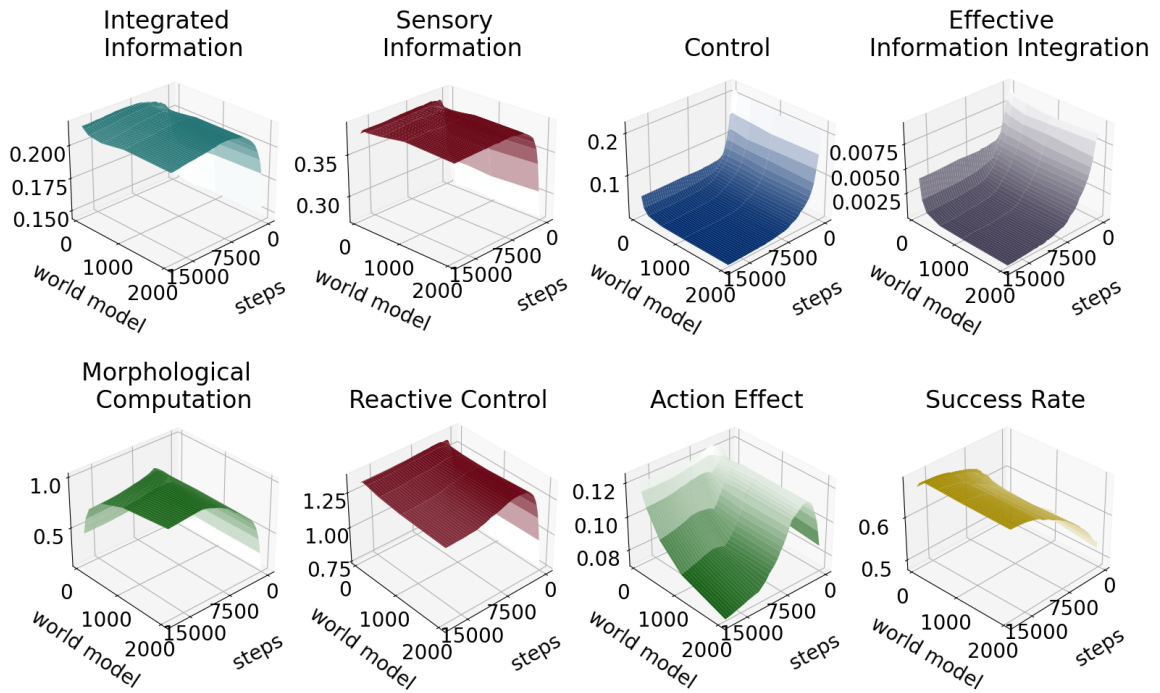 Integrated
Information
Sensory
Information
Control
Effective
Information Integration
0.200
0.175
0.150
0
1000
2000
world model
15000
7500
0
steps
0.35
0.30
0
1000
2000
world model
15000
7500
0
steps
0.2
0.1
0
1000
2000
world model
15000
7500
0
steps
0.0075
0.0050
0.0025
0
1000
2000
world model
15000
7500
0
steps
Morphological
Computation
Reactive Control
Action Effect
Success Rate
1.0
0.5
0
1000
2000
world model
15000
7500
0
steps
1.25
1.00
0.75
0
1000
2000
world model
15000
7500
0
steps
0.12
0.10
0.08
0
1000
2000
world model
15000
7500
0
steps
0.6
0.5
0
1000
2000
world model
15000
7500
0
steps